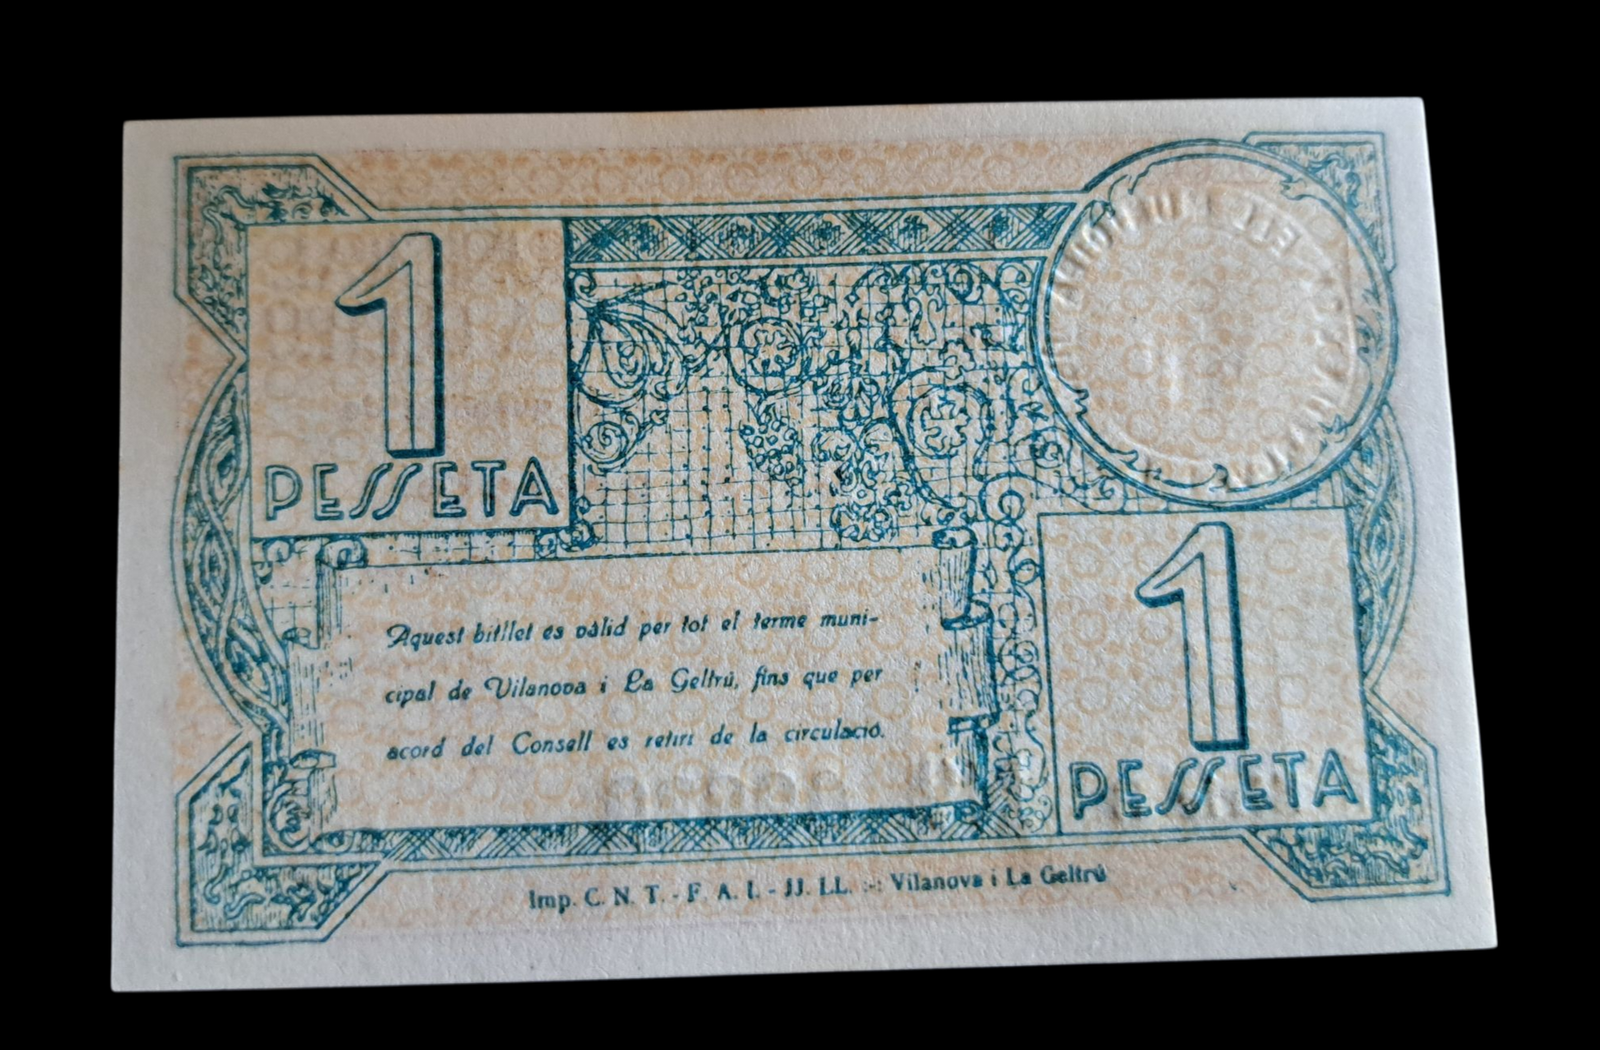 1
PESSETA
Aquest bitllet es vàlid per tot el terme muni-
cipal de Vilanova i La Geltrú, fins que per
acord del Consell es retiri de la circulació.
1
PESSETA
Imp. C. N. T. - F. A. I. - JJ. LL. :-: Vilanova i La Geltrú